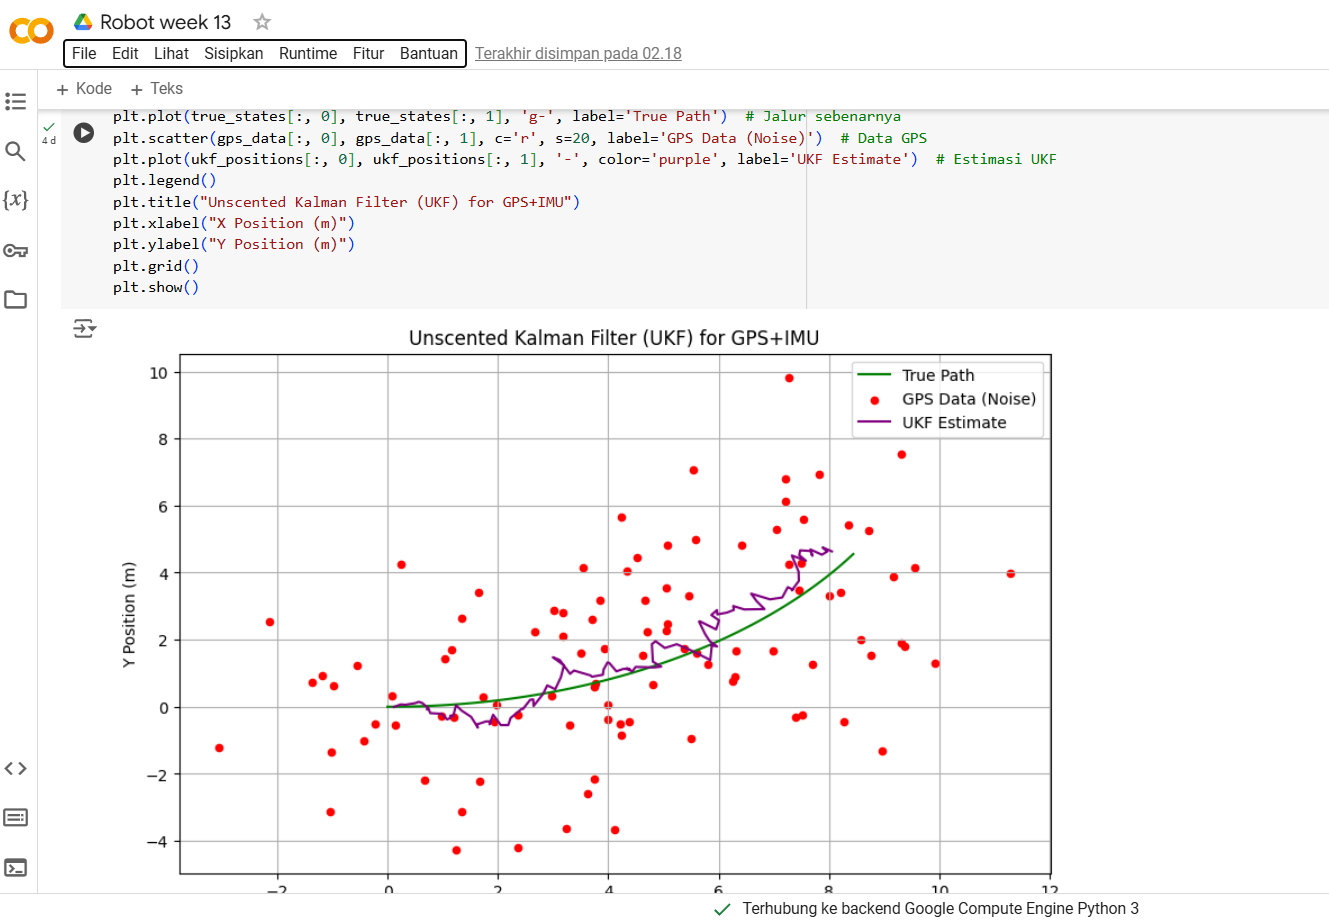 Robot week 13
File Edit Lihat Sisipkan Runtime Fitur Bantuan Terakhir disimpan pada 02.18
+ Kode + Teks
4 d
plt.plot(true_states[:, 0], true_states[:, 1], 'g-', label='True Path')  # Jalur sebenarnya
plt.scatter(gps_data[:, 0], gps_data[:, 1], c='r', s=20, label='GPS Data (Noise)')  # Data GPS
plt.plot(ukf_positions[:, 0], ukf_positions[:, 1], '-', color='purple', label='UKF Estimate')  # Estimasi UKF
plt.legend()
plt.title("Unscented Kalman Filter (UKF) for GPS+IMU")
plt.xlabel("X Position (m)")
plt.ylabel("Y Position (m)")
plt.grid()
plt.show()
{x}
Unscented Kalman Filter (UKF) for GPS+IMU
True Path
GPS Data (Noise)
UKF Estimate
Y Position (m)
10
8
6
4
2
0
−2
−4
−2 0 2 4 6 8 10 12
Terhubung ke backend Google Compute Engine Python 3